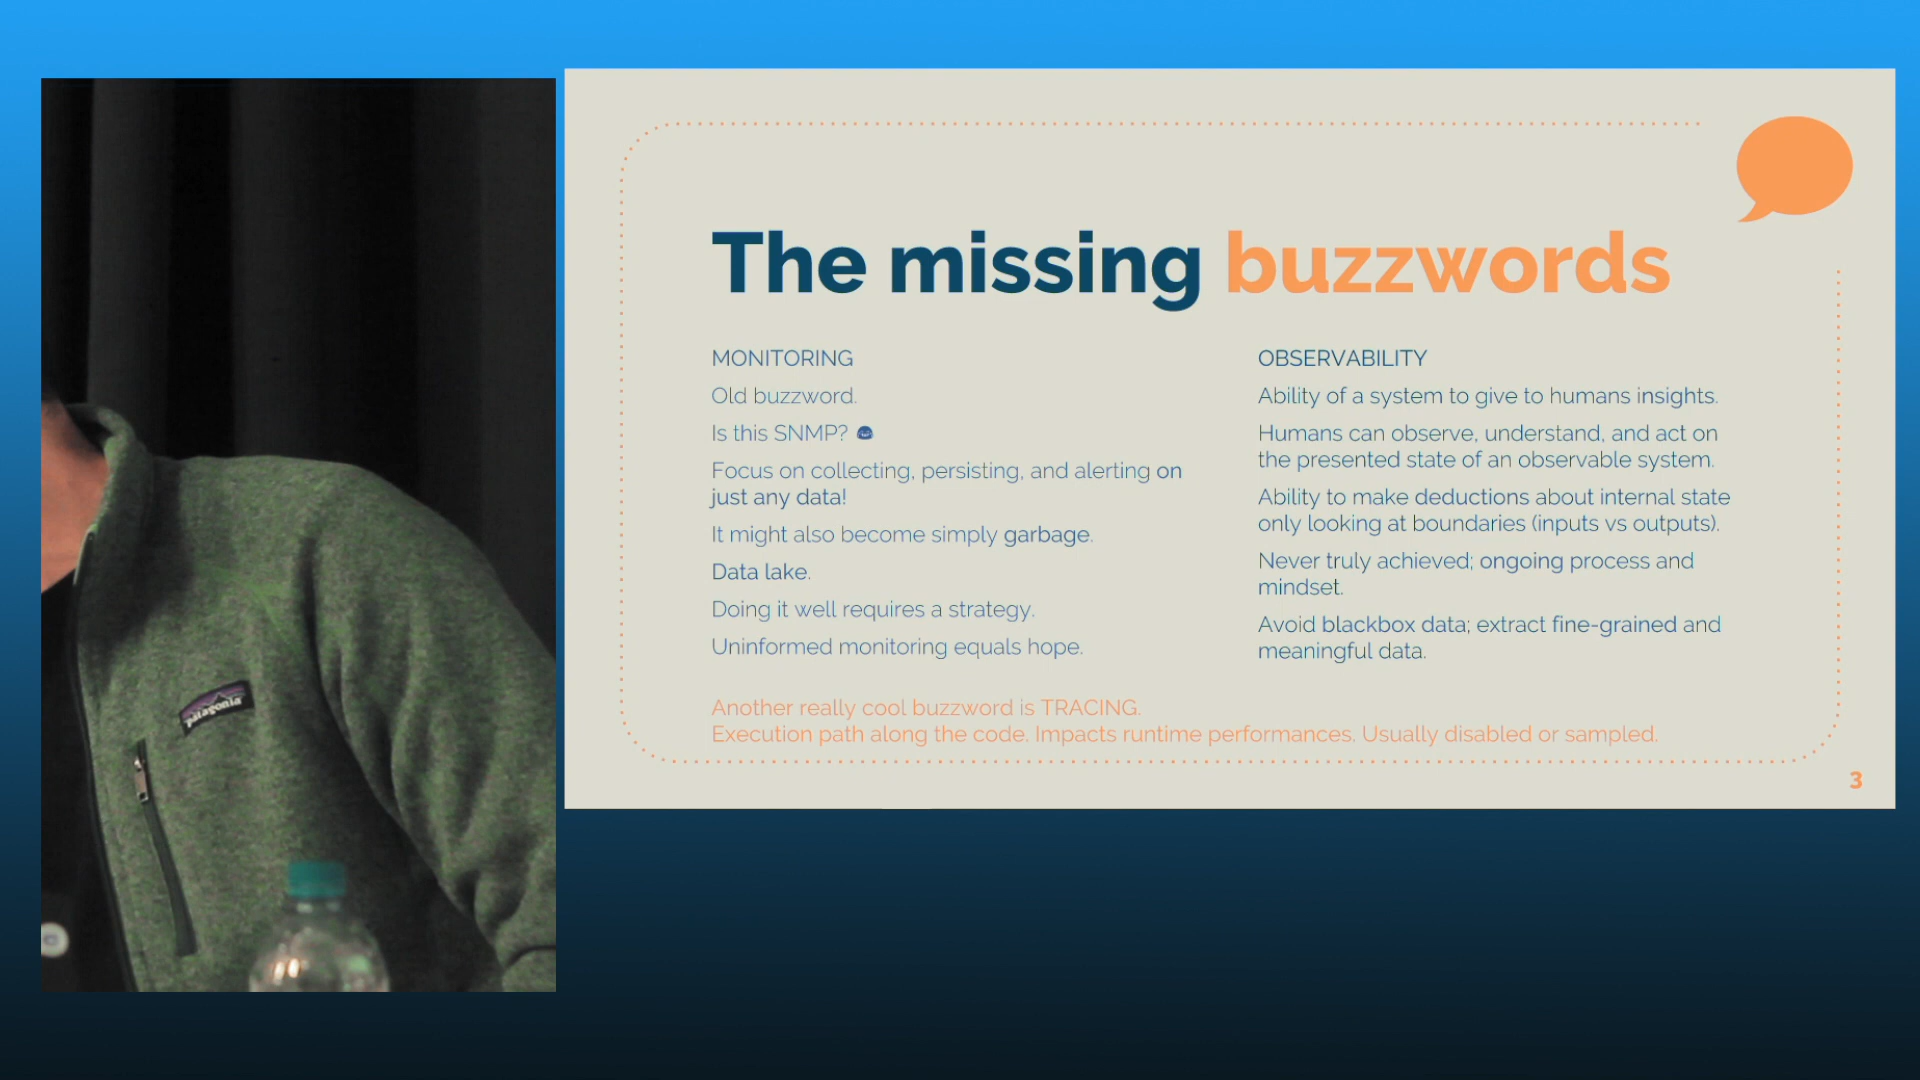 The missing buzzwords
MONITORING
Old buzzword.
Is this SNMP?
Focus on collecting, persisting, and alerting on
just any data!
It might also become simply garbage.
Data lake.
Doing it well requires a strategy.
Uninformed monitoring equals hope.
OBSERVABILITY
Ability of a system to give to humans insights.
Humans can observe, understand, and act on
the presented state of an observable system.
Ability to make deductions about internal state
only looking at boundaries (inputs vs outputs).
Never truly achieved; ongoing process and
mindset.
Avoid blackbox data; extract fine-grained and
meaningful data.
Another really cool buzzword is TRACING.
Execution path along the code. Impacts runtime performances. Usually disabled or sampled.
3
patagonia